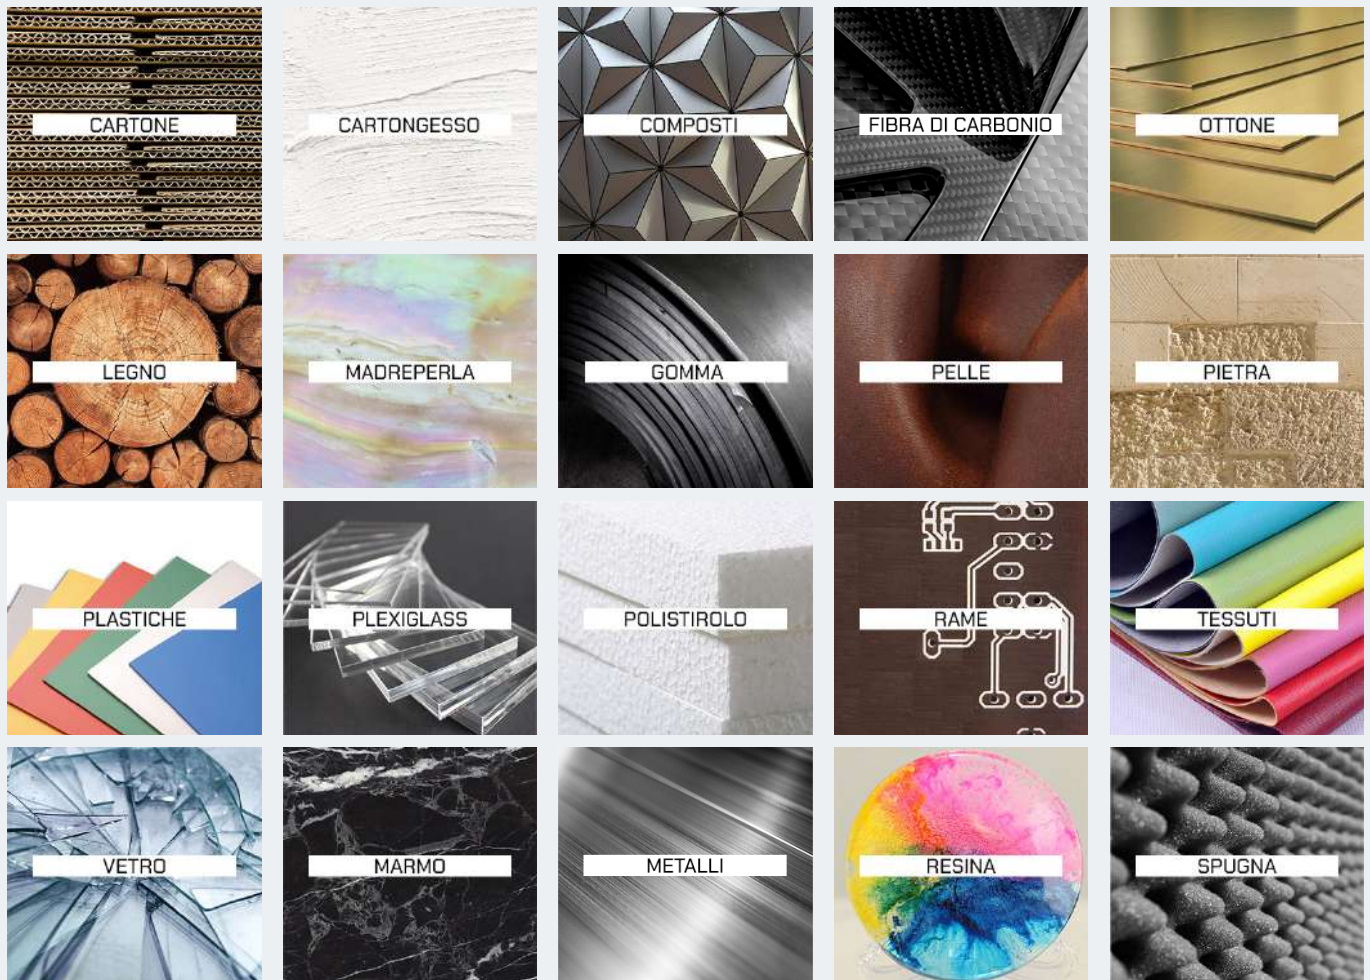 CARTONE
CARTONGESSO
COMPOSTI
FIBRA DI CARBONIO
OTTONE
LEGNO
MADREPERLA
GOMMA
PELLE
PIETRA
PLASTICHE
PLEXIGLASS
POLISTIROLO
RAME
TESSUTI
VETRO
MARMO
METALLI
RESINA
SPUGNA